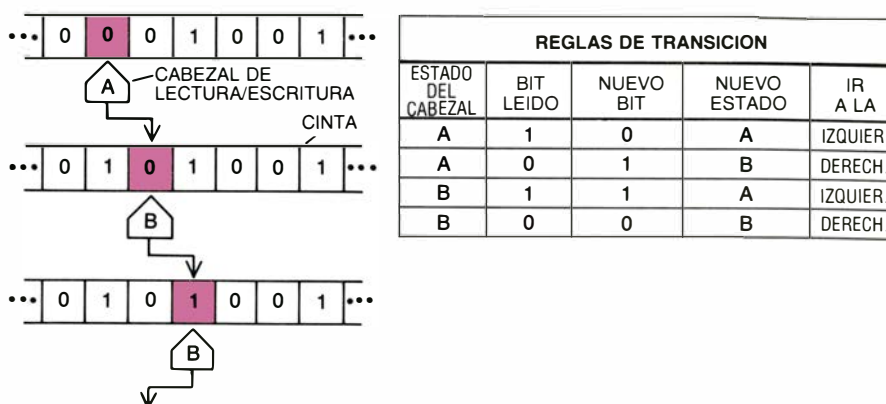 ••• 0 0 0 1 0 0 1 •••
A
CABEZAL DE
LECTURA/ESCRITURA
CINTA
••• 0 1 0 1 0 0 1 •••
B
••• 0 1 0 1 0 0 1 •••
B
REGLAS DE TRANSICION
ESTADO DEL CABEZAL BIT LEIDO NUEVO BIT NUEVO ESTADO IR A LA
A 1 0 A IZQUIER.
A 0 1 B DERECH.
B 1 1 A IZQUIER.
B 0 0 B DERECH.